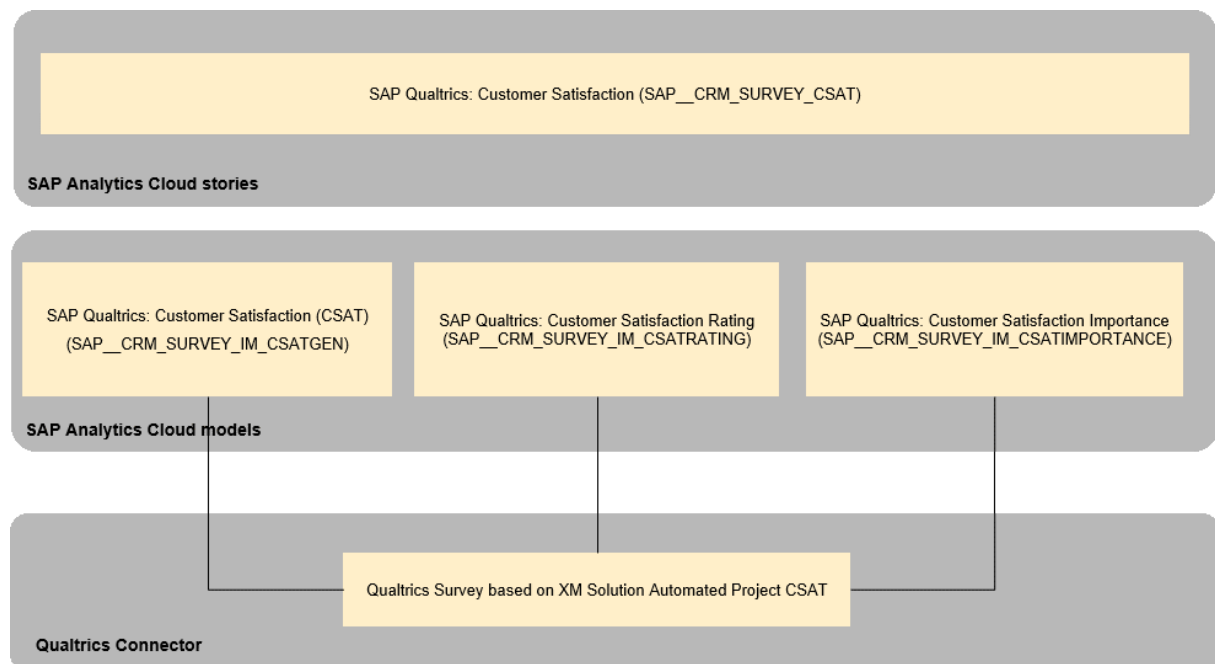 SAP Qualtrics: Customer Satisfaction (SAP__CRM_SURVEY_CSAT)
SAP Analytics Cloud stories
SAP Qualtrics: Customer Satisfaction (CSAT)
(SAP__CRM_SURVEY_IM_CSATGEN)
SAP Qualtrics: Customer Satisfaction Rating
(SAP__CRM_SURVEY_IM_CSATRATING)
SAP Qualtrics: Customer Satisfaction Importance
(SAP__CRM_SURVEY_IM_CSATIMPORTANCE)
SAP Analytics Cloud models
Qualtrics Survey based on XM Solution Automated Project CSAT
Qualtrics Connector